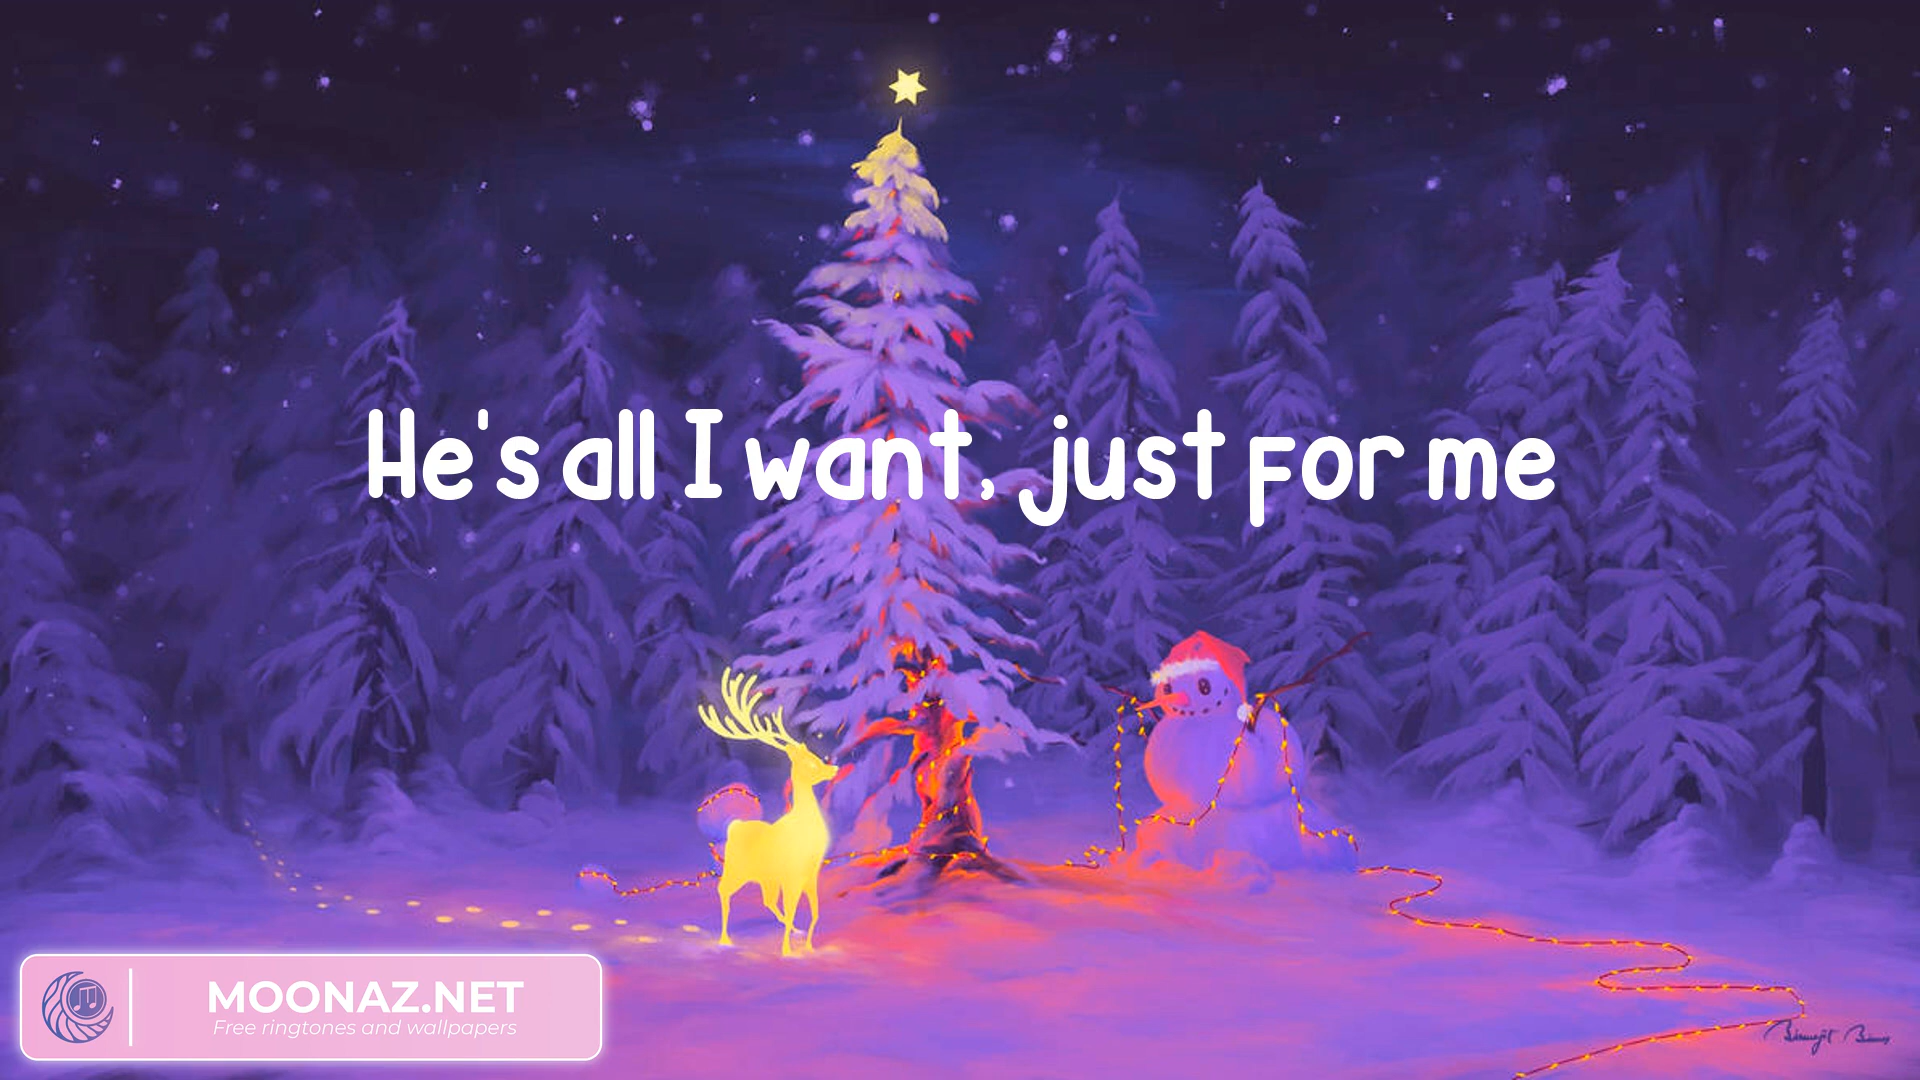 He's all I want, just for me
MOONAZ.NET
Free ringtones and wallpapers